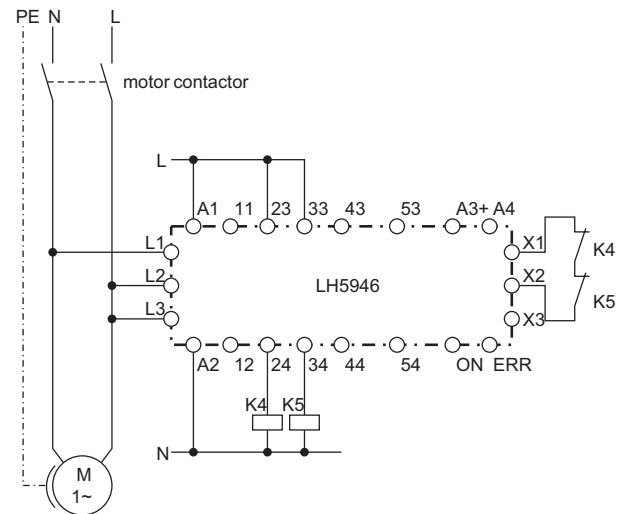 PE N L
motor contactor
L
A1 11 23 33 43 53 A3+ A4
L1 X1
K4
L2 LH5946 X2
K5
L3 X3
A2 12 24 34 44 54 ON ERR
K4 K5
N
M
1~